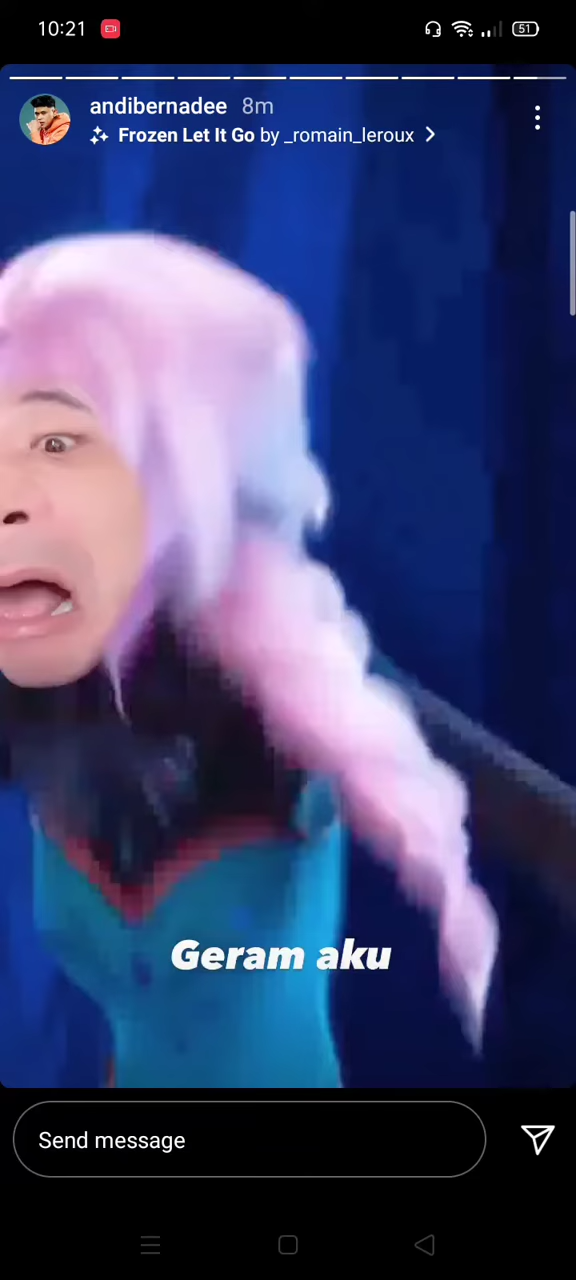 10:21
51
andibernadee 8m
Frozen Let It Go by _romain_leroux
Geram aku
Send message